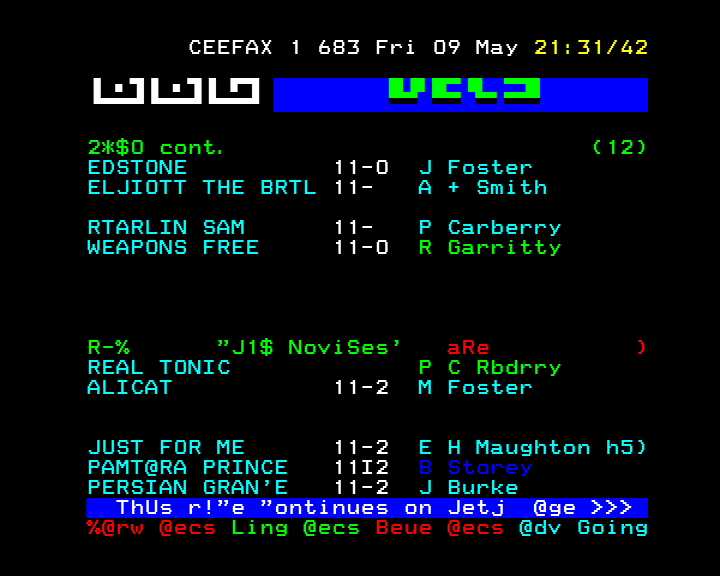 CEEFAX 1 683 Fri 09 May 21:31/42
2*$0 cont. (12)
EDSTONE 11-0 J Foster
ELJIOTT THE BRTL 11- A + Smith
RTARLIN SAM 11- P Carberry
WEAPONS FREE 11-0 R Garritty
R-% "J1$ NoviSes' aRe )
REAL TONIC P C Rbdrry
ALICAT 11-2 M Foster
JUST FOR ME 11-2 E H Maughton h5)
PAMT@RA PRINCE 11I2 B Storey
PERSIAN GRAN'E 11-2 J Burke
ThUs r!"e "ontinues on Jetj @ge >>>
%@rw @ecs Ling @ecs Beue @ecs @dv Going